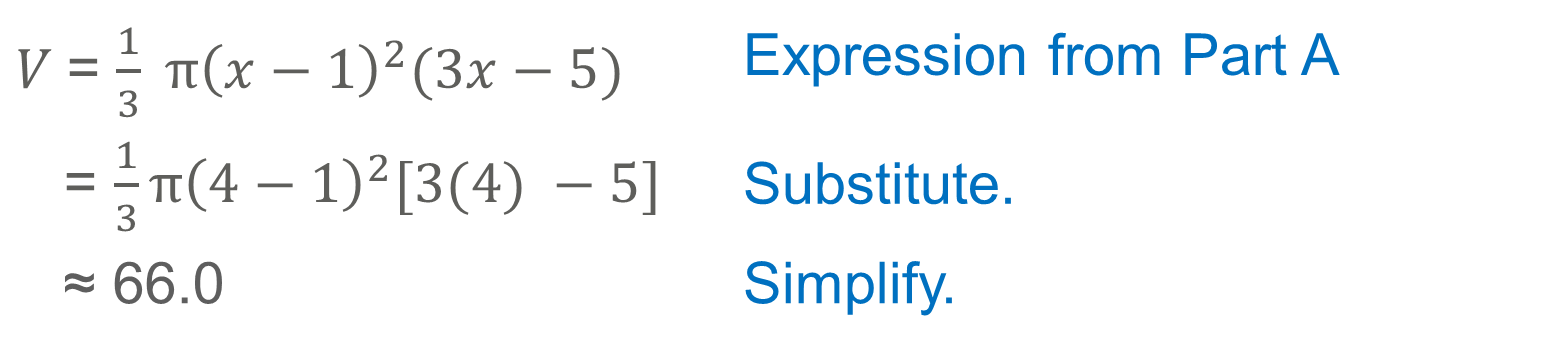 V = 1/3 π(x − 1)²(3x − 5) Expression from Part A
= 1/3 π(4 − 1)²[3(4) − 5] Substitute.
≈ 66.0 Simplify.